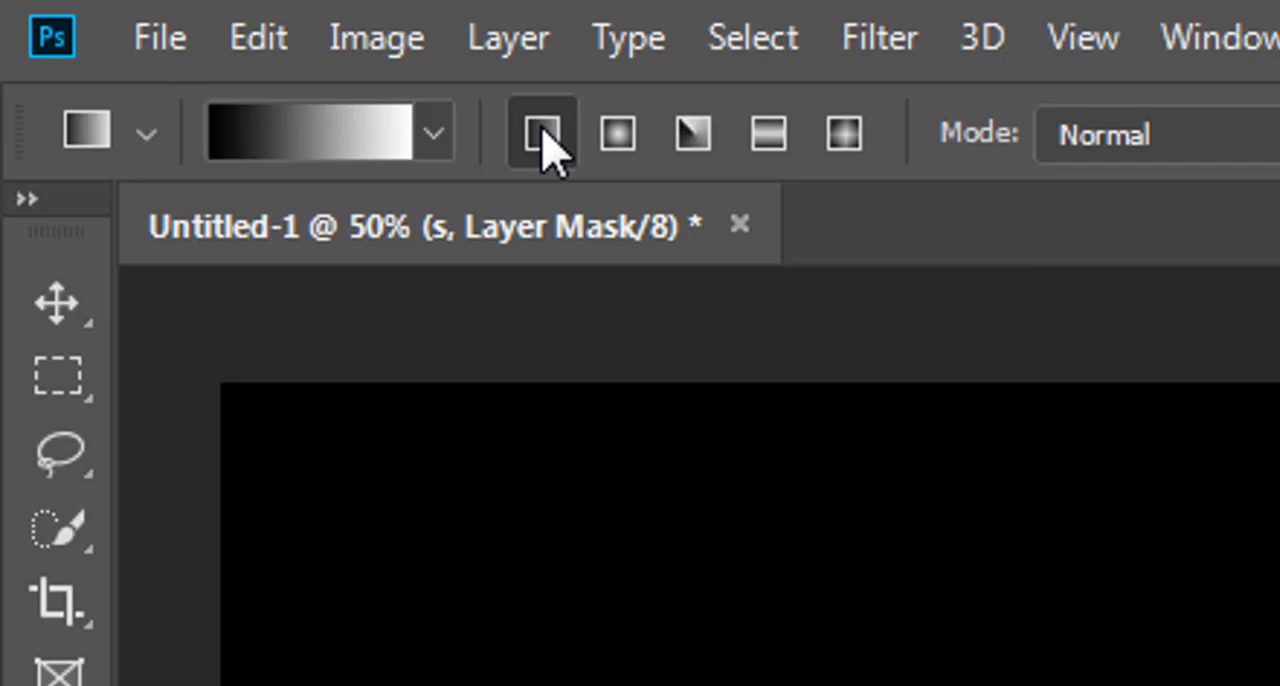 Ps File Edit Image Layer Type Select Filter 3D View Window
Mode: Normal
Untitled-1 @ 50% (s, Layer Mask/8) *